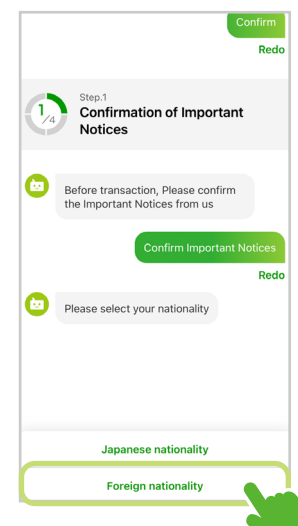 Confirm
Redo
Step.1
1/4
Confirmation of Important
Notices
Before transaction, Please confirm
the Important Notices from us
Confirm Important Notices
Redo
Please select your nationality
Japanese nationality
Foreign nationality